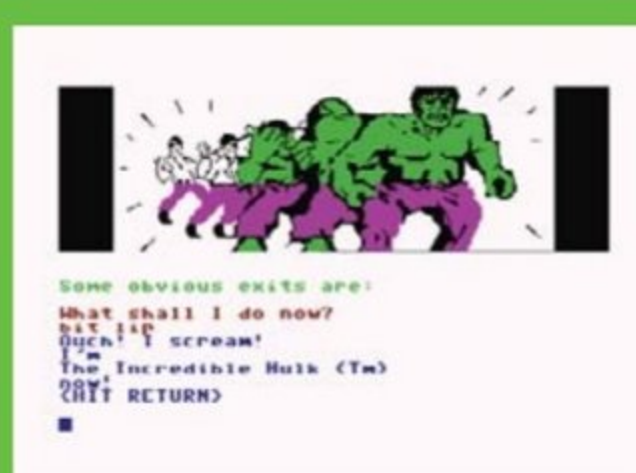 Some obvious exits are:
What shall I do now?
bit lip
Ouch! I scream!
I'm
The Incredible Hulk (Tm)
now!
<HIT RETURN>